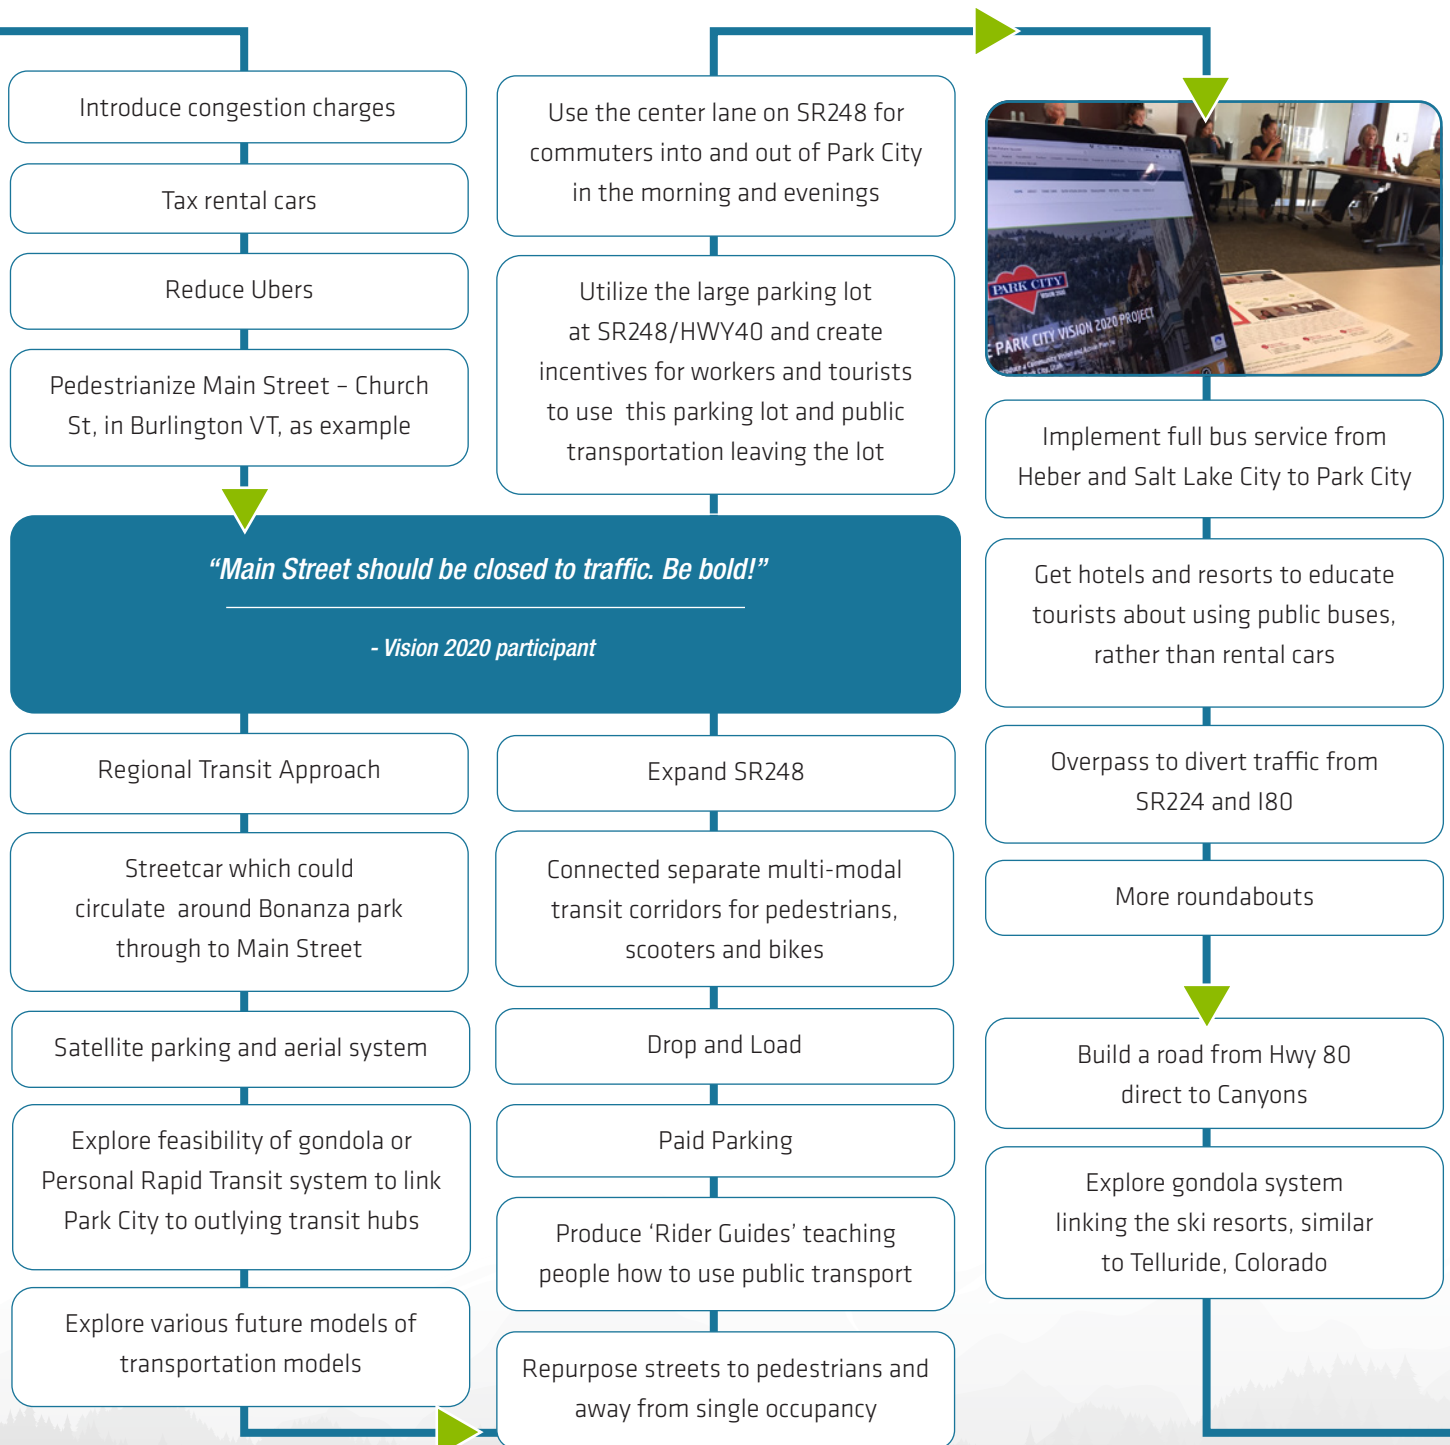 Introduce congestion charges
Tax rental cars
Reduce Ubers
Pedestrianize Main Street – Church
St, in Burlington VT, as example
“Main Street should be closed to traffic. Be bold!”
- Vision 2020 participant
Regional Transit Approach
Streetcar which could
circulate around Bonanza park
through to Main Street
Satellite parking and aerial system
Explore feasibility of gondola or
Personal Rapid Transit system to link
Park City to outlying transit hubs
Explore various future models of
transportation models
Repurpose streets to pedestrians and
away from single occupancy
Produce ‘Rider Guides’ teaching
people how to use public transport
Paid Parking
Drop and Load
Connected separate multi-modal
transit corridors for pedestrians,
scooters and bikes
Expand SR248
Utilize the large parking lot
at SR248/HWY40 and create
incentives for workers and tourists
to use this parking lot and public
transportation leaving the lot
Use the center lane on SR248 for
commuters into and out of Park City
in the morning and evenings
PARK CITY
PARK CITY VISION 2020 PROJECT
Implement full bus service from
Heber and Salt Lake City to Park City
Get hotels and resorts to educate
tourists about using public buses,
rather than rental cars
Overpass to divert traffic from
SR224 and I80
More roundabouts
Build a road from Hwy 80
direct to Canyons
Explore gondola system
linking the ski resorts, similar
to Telluride, Colorado